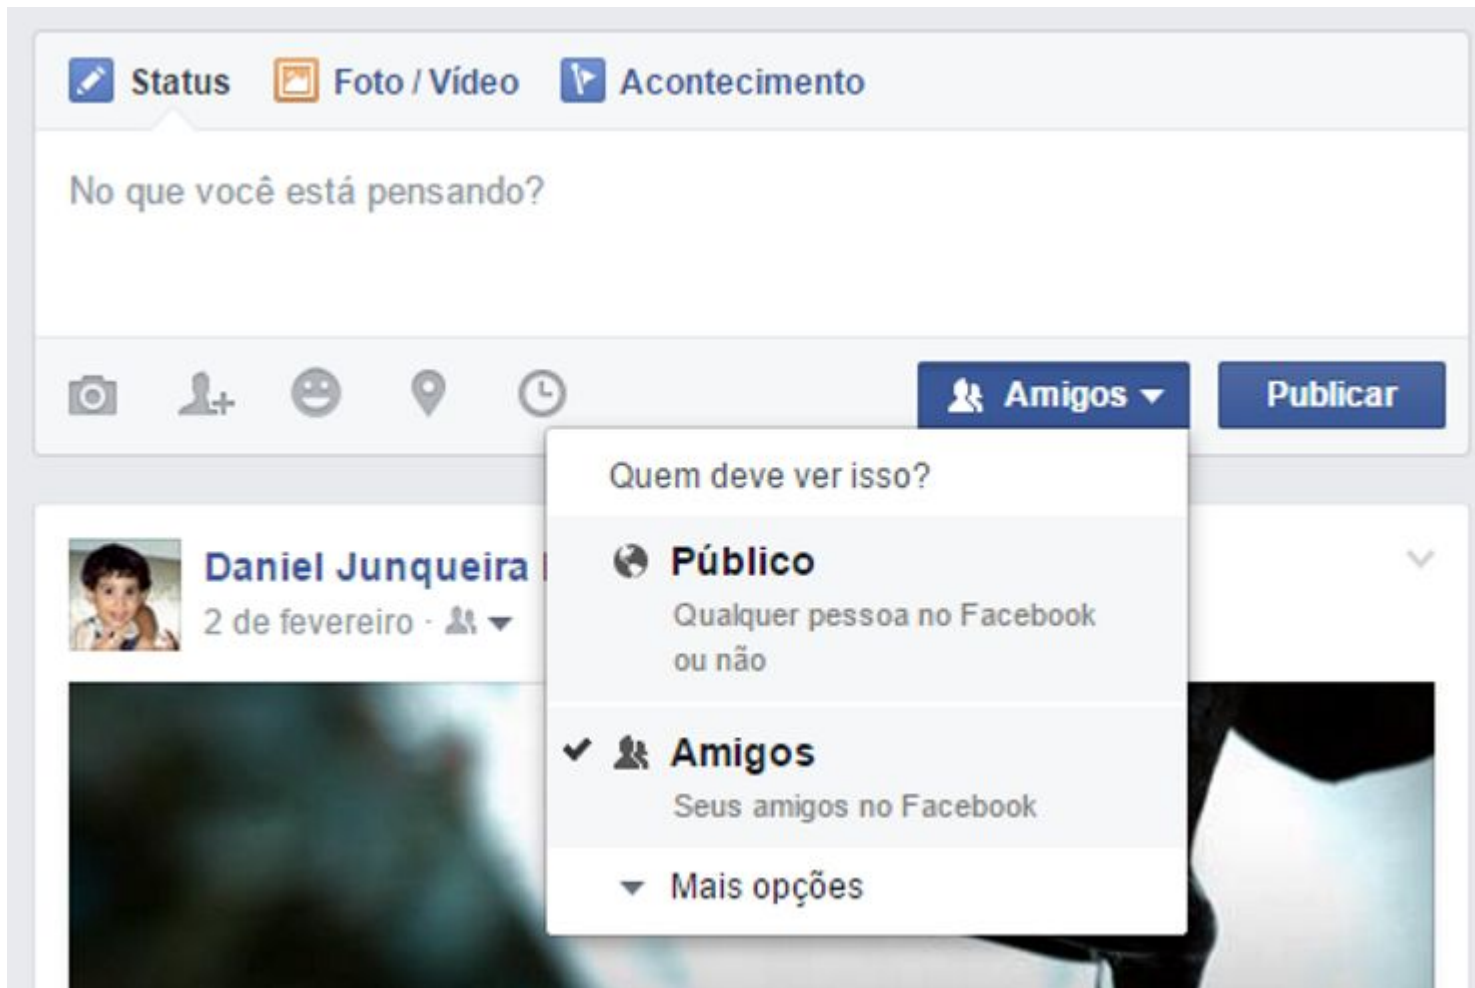 Status Foto / Vídeo Acontecimento
No que você está pensando?
Amigos Publicar
Quem deve ver isso?
Público
Qualquer pessoa no Facebook
ou não
Amigos
Seus amigos no Facebook
Mais opções
Daniel Junqueira
2 de fevereiro ·